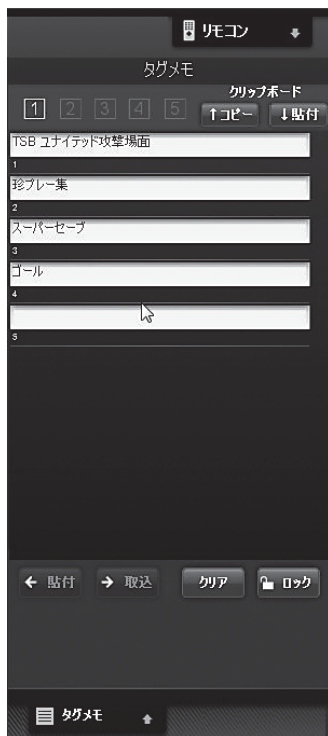 リモコン
タグメモ
クリップボード
1 2 3 4 5 ↑コピー ↓貼付
TSB ユナイテッド攻撃場面
1
珍プレー集
2
スーパーセーブ
3
ゴール
4
5
← 貼付 → 取込 クリア ロック
タグメモ